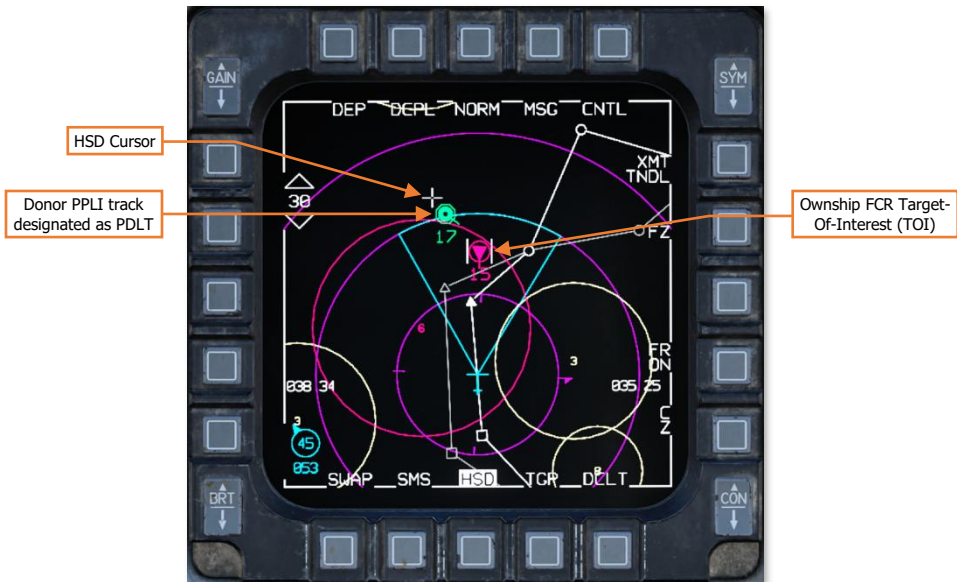 GAIN
SYM
DEP DCPL NORM MSG CNTL
HSD Cursor
XMT
TNDL
30
Donor PPLI track
designated as PDLT
Ownship FCR Target-
Of-Interest (TOI)
17
FZ
15
6
3
FR
ON
038 34
035 25
CZ
3
45
053
8
SWAP SMS HSD TGP DCLT
BRT
CON